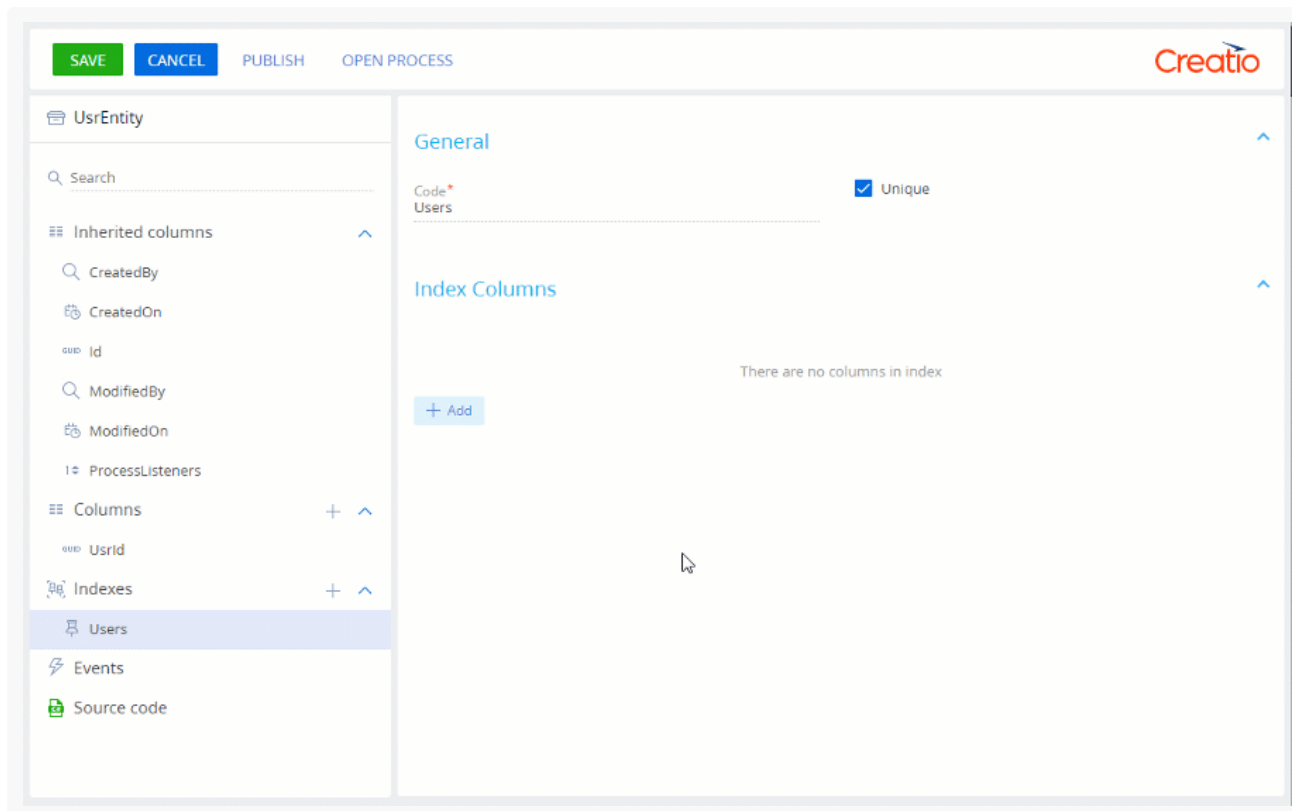 SAVE CANCEL PUBLISH OPEN PROCESS Creatio
UsrEntity
Search
Inherited columns
CreatedBy
CreatedOn
GUID Id
ModifiedBy
ModifiedOn
1 ProcessListeners
Columns
GUID UsrId
Indexes
Users
Events
Source code
General
Code*
Users
Unique
Index Columns
There are no columns in index
+ Add